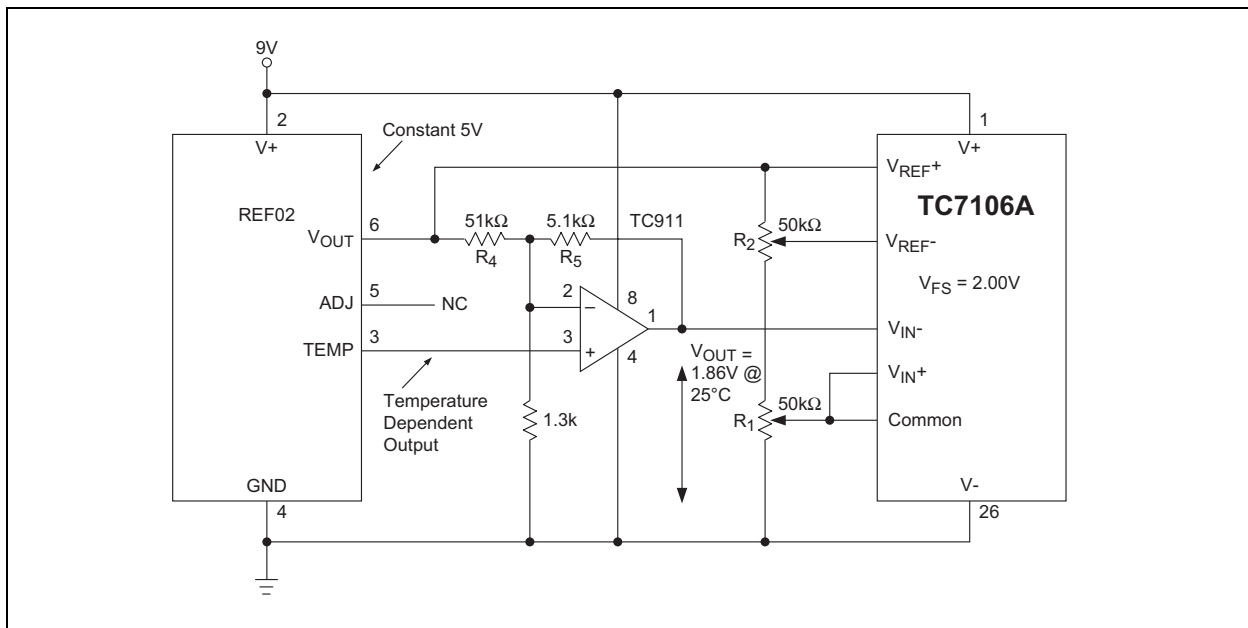 9V
2
V+
Constant 5V
REF02
VOUT
6
51kΩ
R4
5.1kΩ
R5
TC911
ADJ
5
NC
TEMP
3
2
–
3
+
8
1
4
Temperature
Dependent
Output
1.3k
VOUT =
1.86V @
25°C
GND
4
50kΩ
R2
50kΩ
R1
1
V+
VREF+
TC7106A
VREF-
VFS = 2.00V
VIN-
VIN+
Common
V-
26